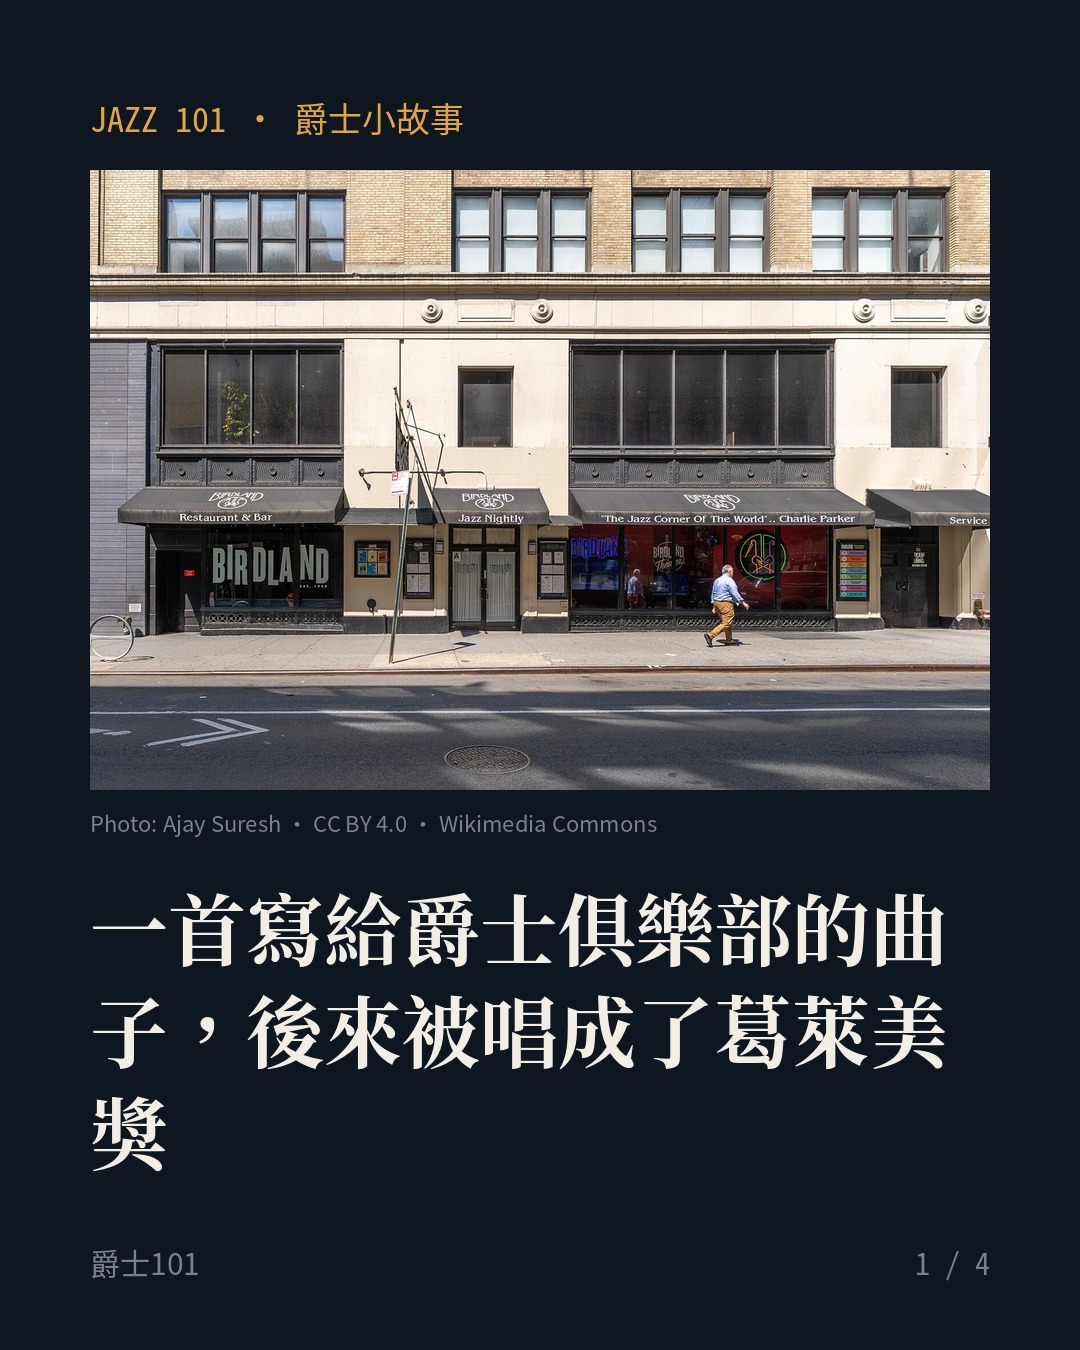 JAZZ 101 • 爵士小故事
BIRDLAND
Restaurant & Bar
BIRDLAND
Jazz Nightly
BIRDLAND
"The Jazz Corner Of The World".. Charlie Parker
Service
BIRDLAND
BIRDLAND
BIRDLAND
Photo: Ajay Suresh • CC BY 4.0 • Wikimedia Commons
一首寫給爵士俱樂部的曲
子，後來被唱成了葛萊美
獎
爵士101
1 / 4